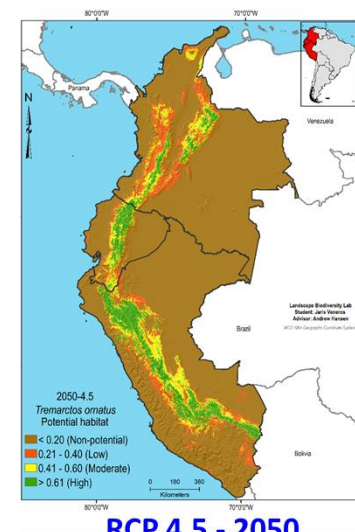 80°0'0"W
70°0'0"W
Panama
Venezuela
N
Landscape Biodiversity Lab
Student: Jaris Veneros
Advisor: Andrew Hansen
Brazil
2050-4.5
Tremarctos ornatus
Potential habitat
< 0.20 (Non-potential)
0.21 - 0.40 (Low)
0.41 - 0.60 (Moderate)
> 0.61 (High)
0 90 180 360
Kilometers
Bolivia
80°0'0"W
70°0'0"W
RCP 4.5 - 2050